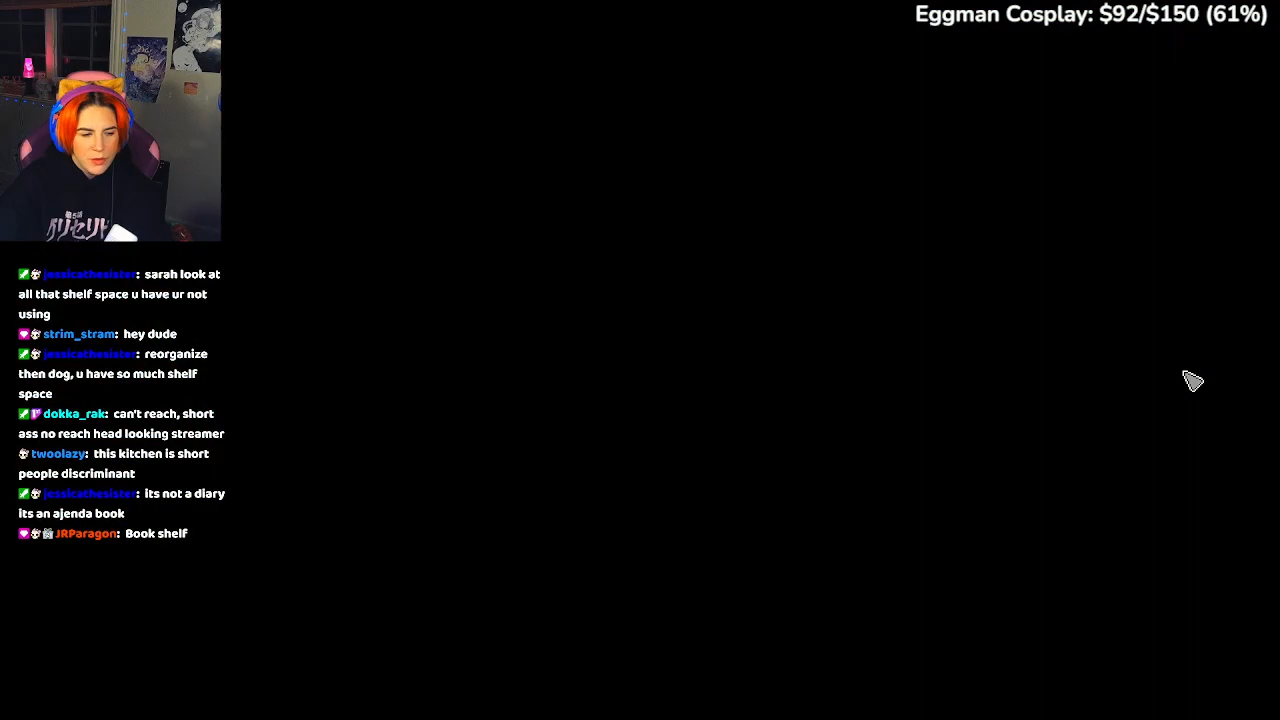 Eggman Cosplay: $92/$150 (61%)
jessicathesister: sarah look at
all that shelf space u have ur not
using
strim_stram: hey dude
jessicathesister: reorganize
then dog, u have so much shelf
space
dokka_rak: can't reach, short
ass no reach head looking streamer
twoolazy: this kitchen is short
people discriminant
jessicathesister: its not a diary
its an ajenda book
JRParagon: Book shelf